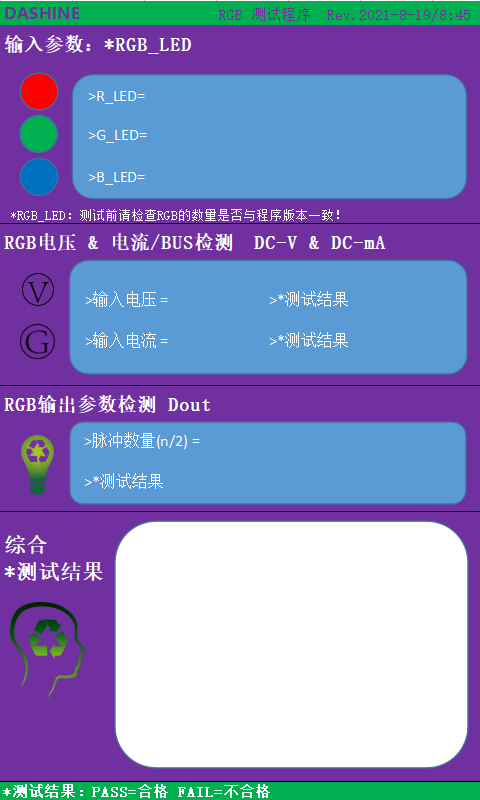 DASHINE RGB 测试程序 Rev.2021-8-19/8:45
输入参数：*RGB_LED
>R_LED=
>G_LED=
>B_LED=
*RGB_LED：测试前请检查RGB的数量是否与程序版本一致！
RGB电压 & 电流/BUS检测 DC-V & DC-mA
V >输入电压 = >*测试结果
G >输入电流 = >*测试结果
RGB输出参数检测 Dout
>脉冲数量(n/2) =
>*测试结果
综合
*测试结果
*测试结果：PASS=合格 FAIL=不合格